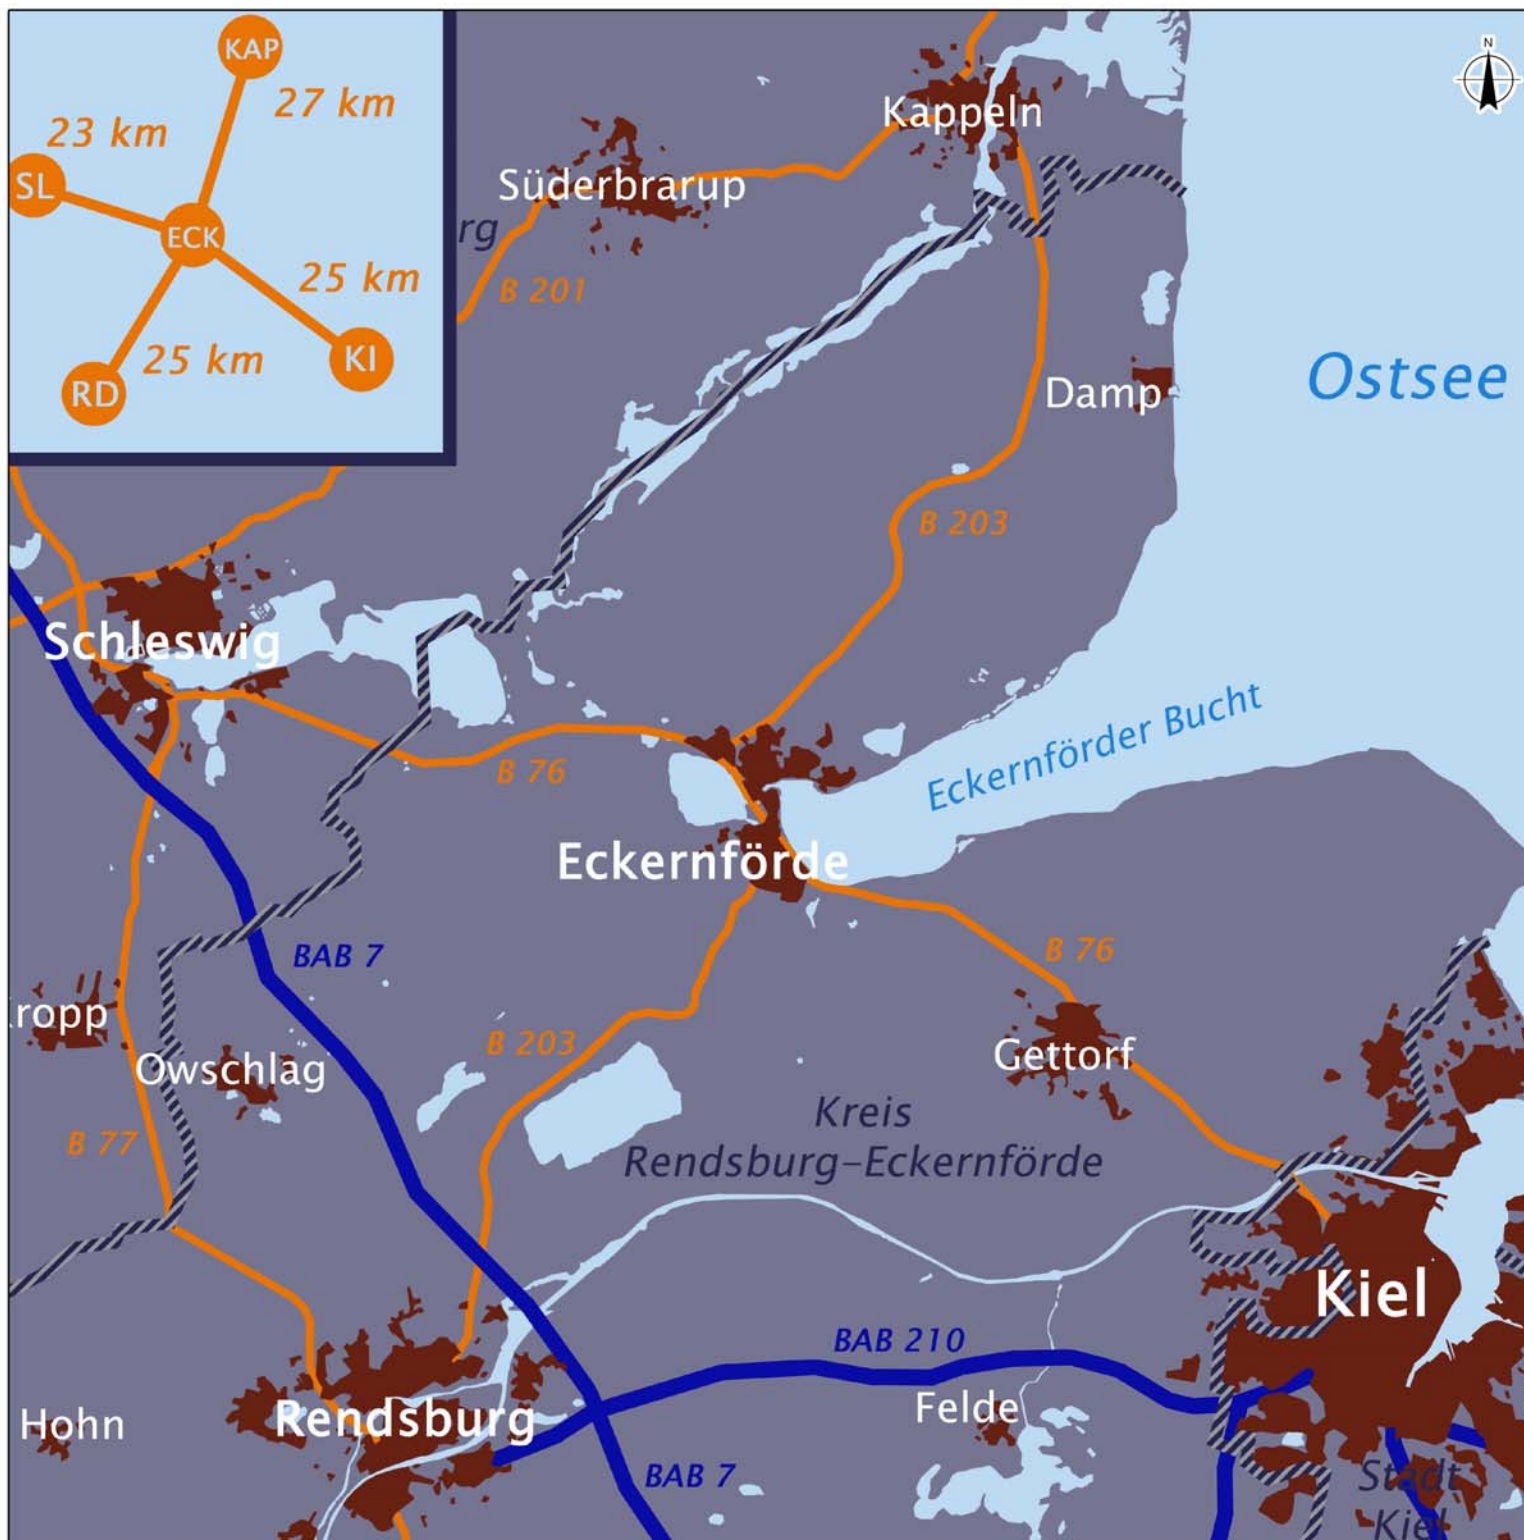 KAP
27 km
23 km
SL
ECK
25 km
KI
25 km
RD
N
Kappeln
Süderbrarup
rg
B 201
Ostsee
Damp
B 203
Schleswig
Eckernförder Bucht
B 76
Eckernförde
BAB 7
B 76
ropp
Owschlag
B 203
Gettorf
Kreis
Rendsburg-Eckernförde
B 77
Kiel
BAB 210
Hohn
Rendsburg
Felde
BAB 7
Stadt
Kiel